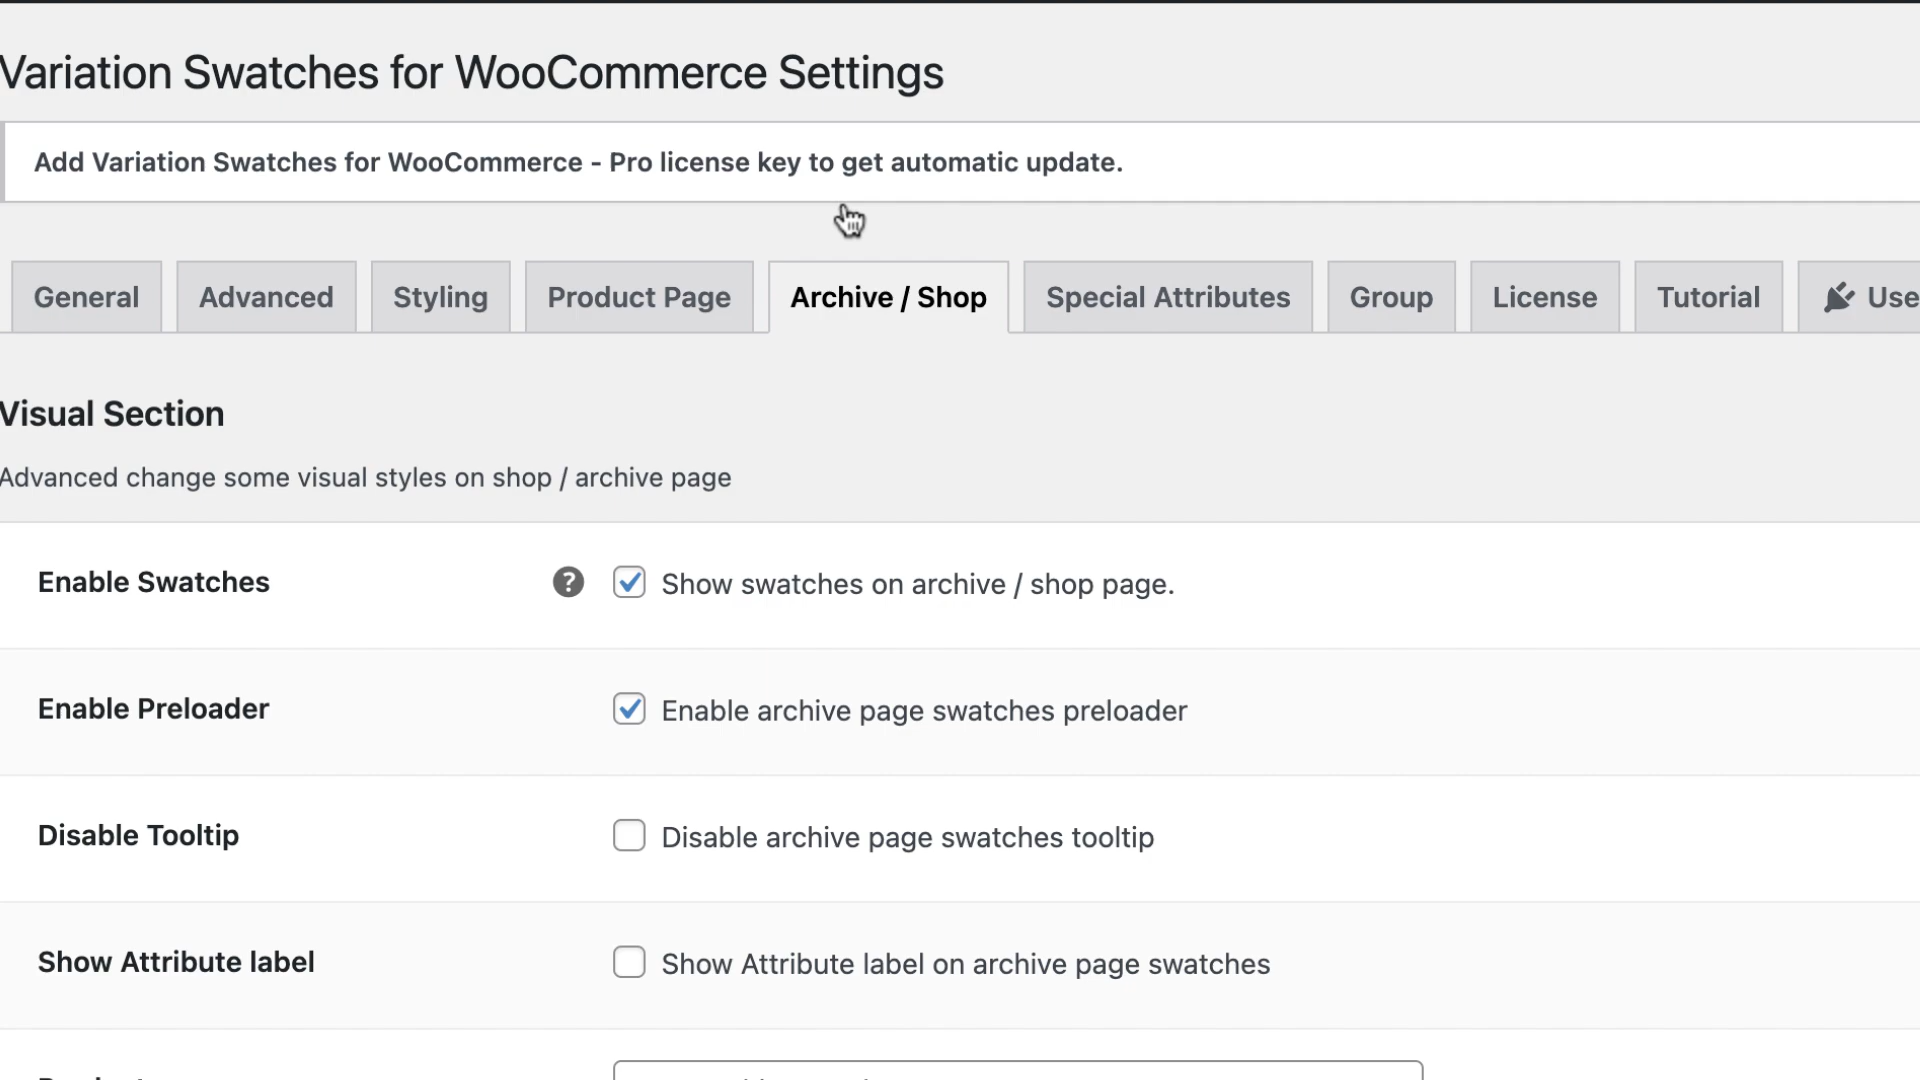 Variation Swatches for WooCommerce Settings
Add Variation Swatches for WooCommerce - Pro license key to get automatic update.
General Advanced Styling Product Page Archive / Shop Special Attributes Group License Tutorial Use
Visual Section
Advanced change some visual styles on shop / archive page
Enable Swatches ? Show swatches on archive / shop page.
Enable Preloader Enable archive page swatches preloader
Disable Tooltip Disable archive page swatches tooltip
Show Attribute label Show Attribute label on archive page swatches